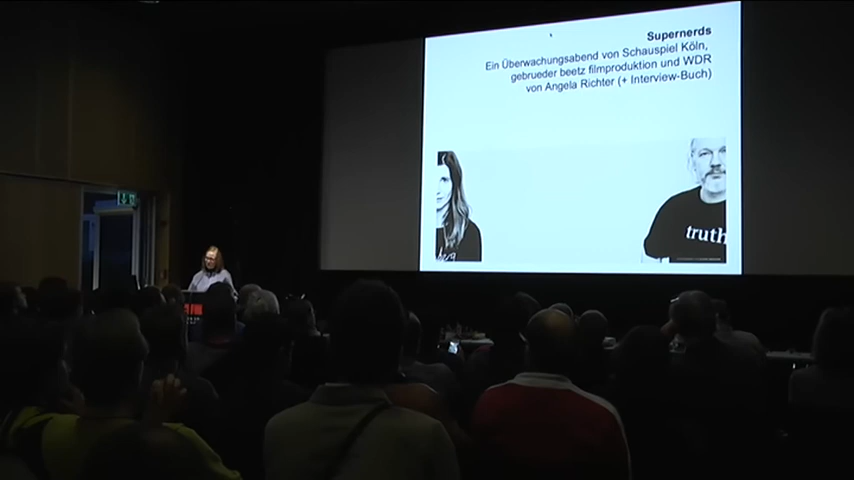 Supernerds
Ein Überwachungsabend von Schauspiel Köln,
gebrueder beetz filmproduktion und WDR
von Angela Richter (+ Interview-Buch)
truth